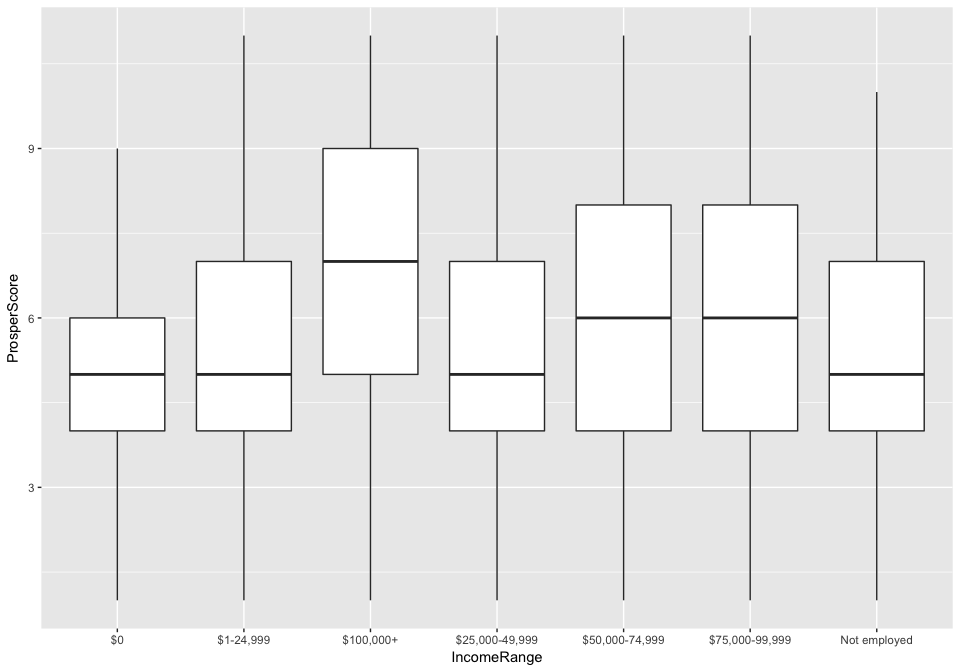 ProsperScore
9
6
3
$0 $1-24,999 $100,000+ $25,000-49,999 $50,000-74,999 $75,000-99,999 Not employed
IncomeRange